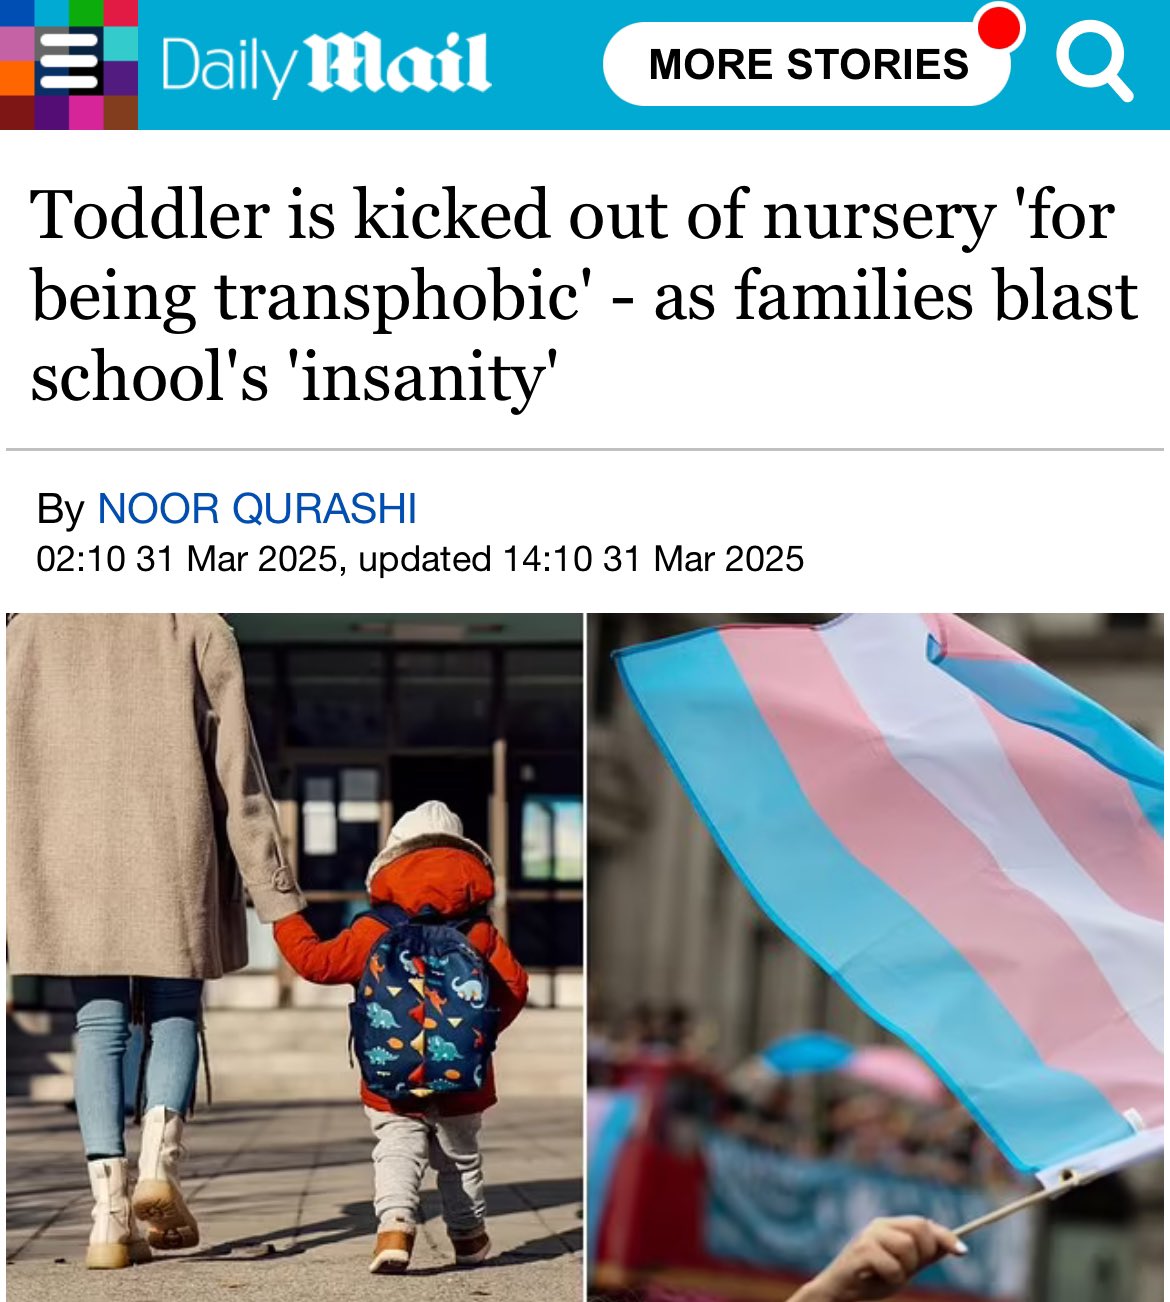 Daily Mail
MORE STORIES
Toddler is kicked out of nursery 'for
being transphobic' - as families blast
school's 'insanity'
By NOOR QURASHI
02:10 31 Mar 2025, updated 14:10 31 Mar 2025